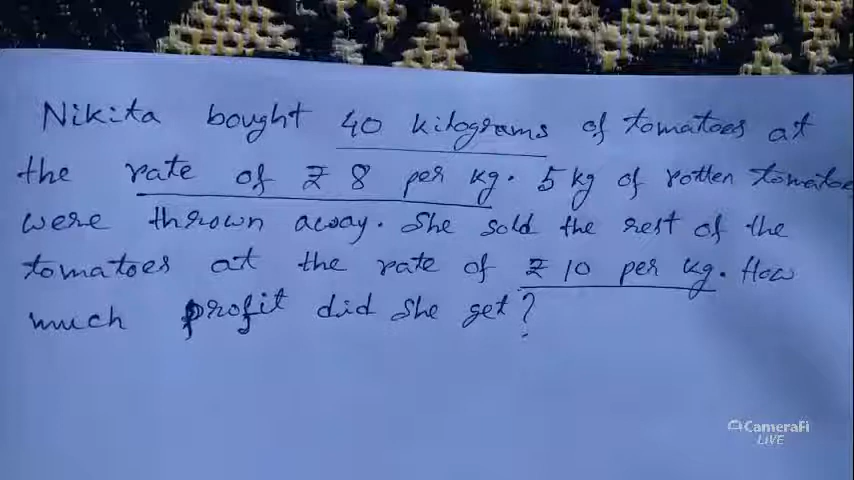 Nikita bought 40 kilograms of tomatoes at
the rate of ₹ 8 per kg. 5 kg of rotten tomatoes
were thrown away. She sold the rest of the
tomatoes at the rate of ₹ 10 per kg. How
much profit did she get?
CameraFi
LIVE